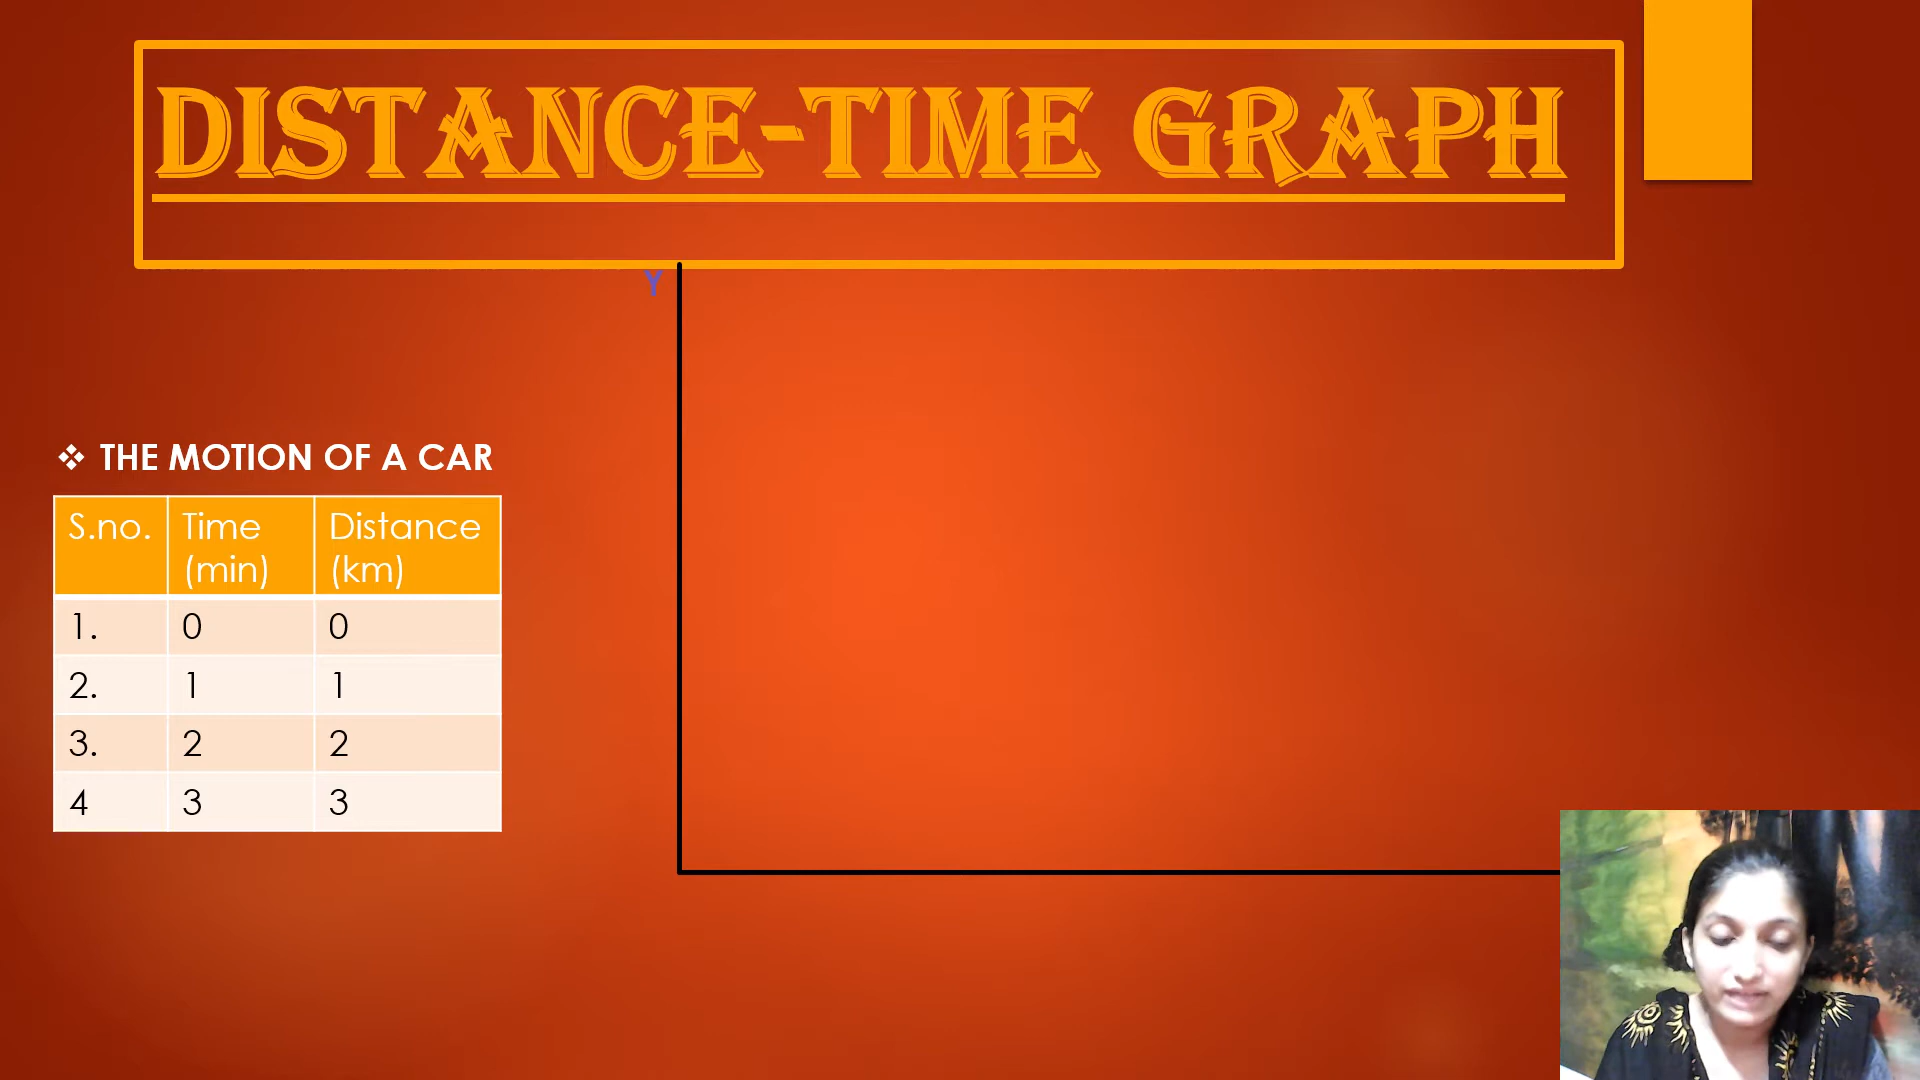 DISTANCE-TIME GRAPH
Y
❖ THE MOTION OF A CAR
S.no. Time (min) Distance (km)
1. 0 0
2. 1 1
3. 2 2
4 3 3